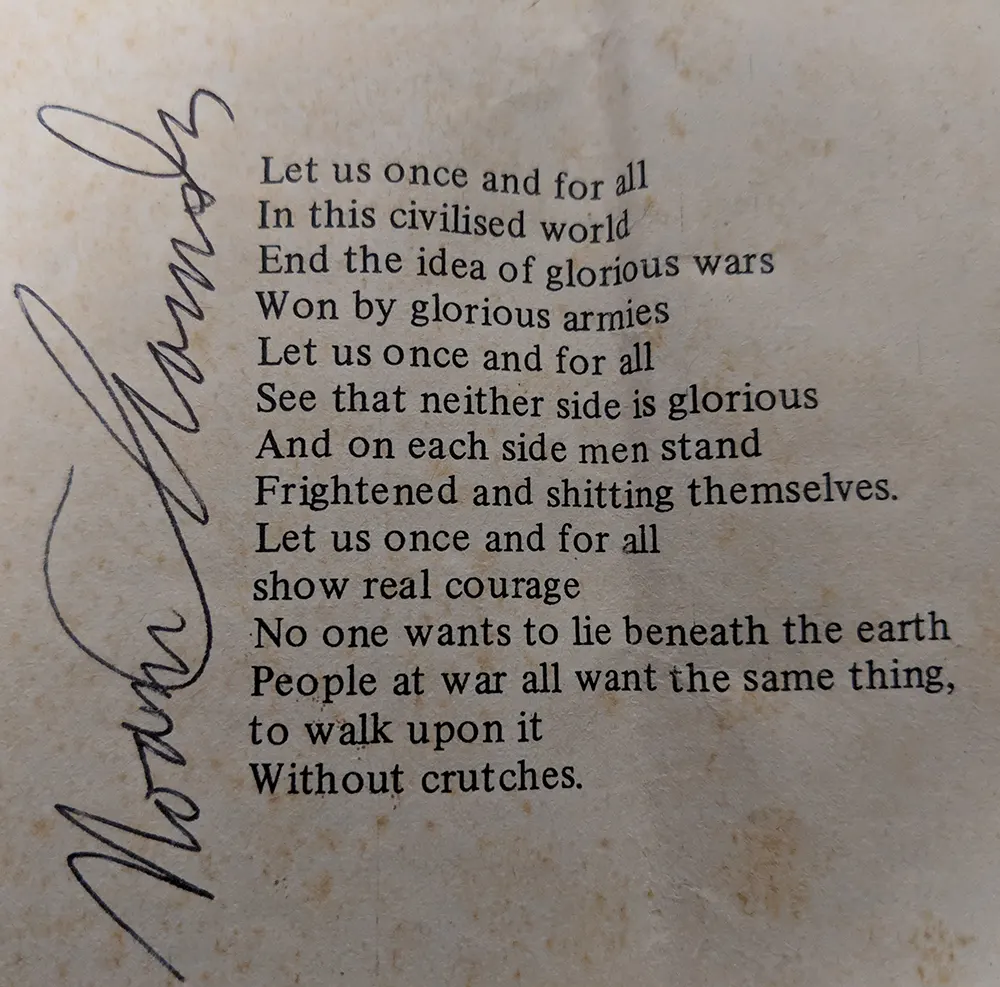 Let us once and for all
In this civilised world
End the idea of glorious wars
Won by glorious armies
Let us once and for all
See that neither side is glorious
And on each side men stand
Frightened and shitting themselves.
Let us once and for all
show real courage
No one wants to lie beneath the earth
People at war all want the same thing,
to walk upon it
Without crutches.
Noam Chomsky